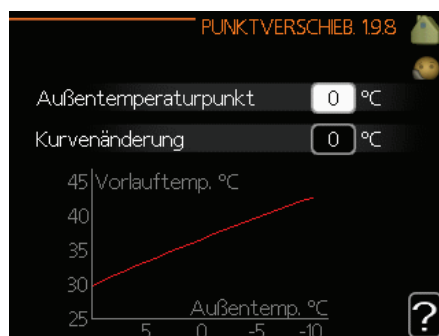 PUNKTVERSCHIEB. 1.9.8
Außentemperaturpunkt 0 °C
Kurvenänderung 0 °C
45 Vorlauftemp. °C
40
35
30
25
Außentemp. °C
5 0 -5 -10
?